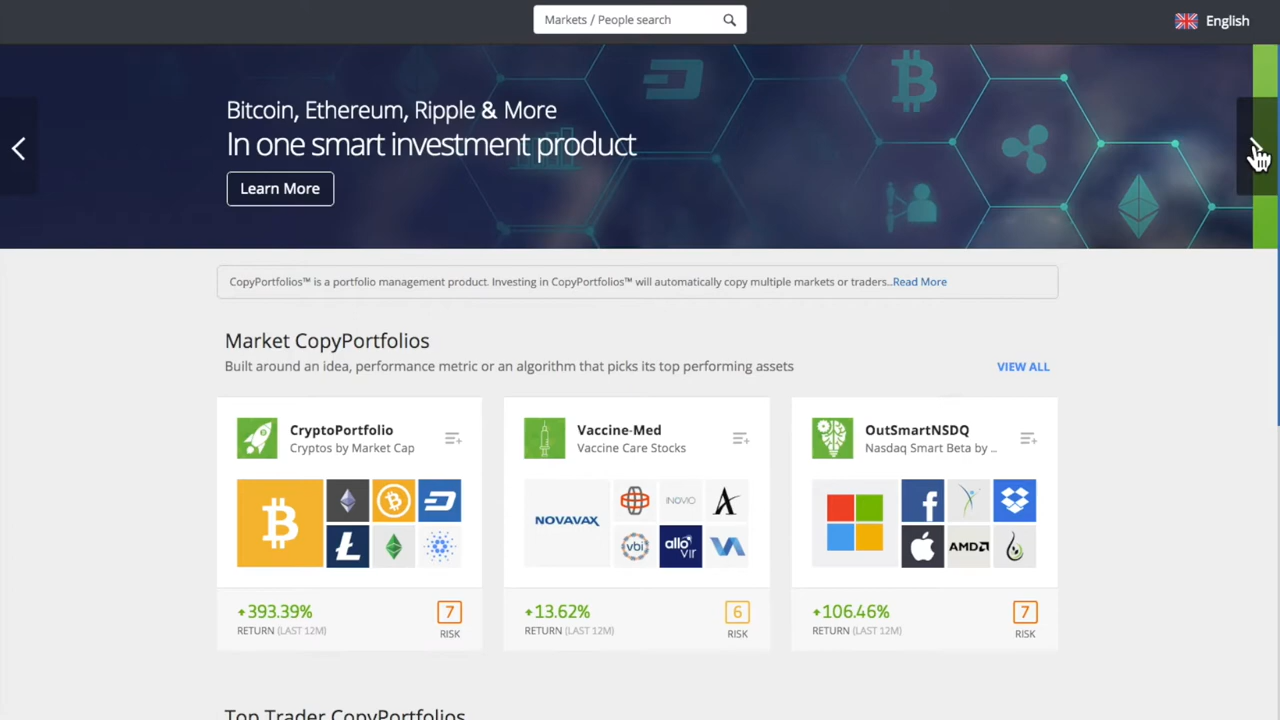 Markets / People search
English
Bitcoin, Ethereum, Ripple & More
In one smart investment product
Learn More
CopyPortfolios™ is a portfolio management product. Investing in CopyPortfolios™ will automatically copy multiple markets or traders..Read More
Market CopyPortfolios
Built around an idea, performance metric or an algorithm that picks its top performing assets
VIEW ALL
CryptoPortfolio
Cryptos by Market Cap
Vaccine-Med
Vaccine Care Stocks
OutSmartNSDQ
Nasdaq Smart Beta by ...
NOVAVAX
INOVIO
vbi
allo vir
AMD
+393.39%
RETURN (LAST 12M)
7
RISK
+13.62%
RETURN (LAST 12M)
6
RISK
+106.46%
RETURN (LAST 12M)
7
RISK
Top Trader CopyPortfolios